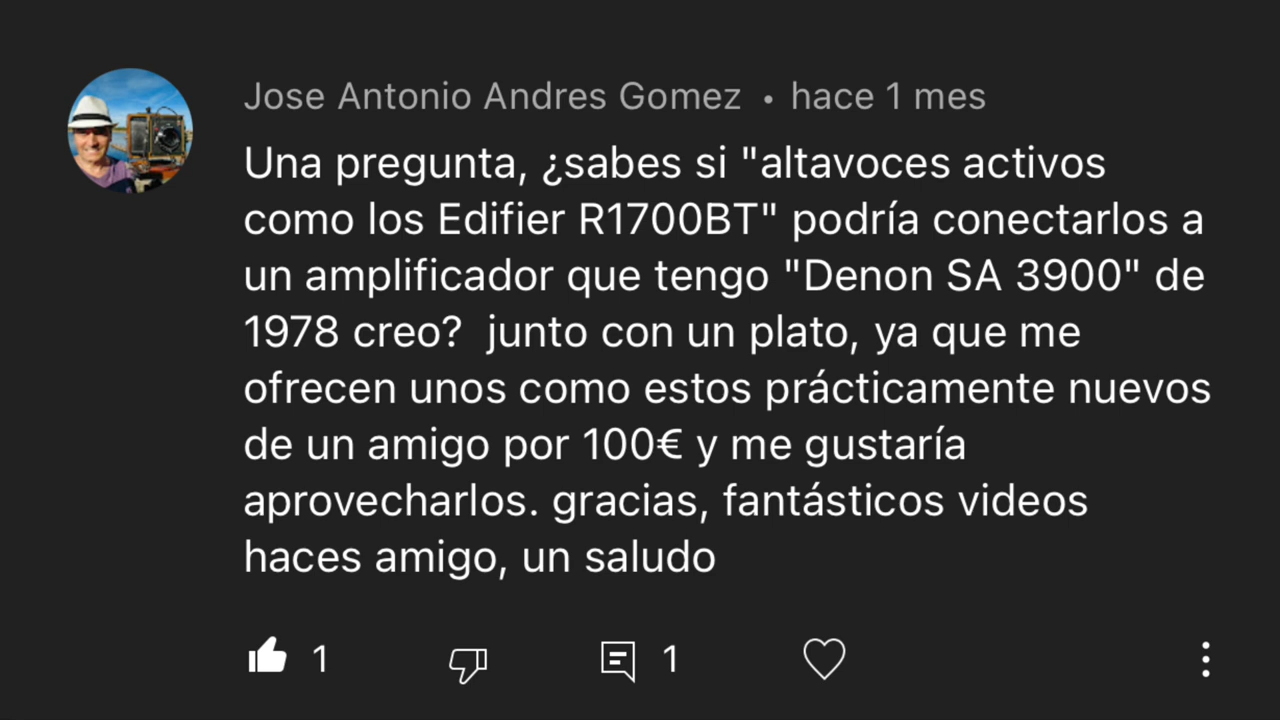 Jose Antonio Andres Gomez • hace 1 mes
Una pregunta, ¿sabes si "altavoces activos
como los Edifier R1700BT" podría conectarlos a
un amplificador que tengo "Denon SA 3900" de
1978 creo?  junto con un plato, ya que me
ofrecen unos como estos prácticamente nuevos
de un amigo por 100€ y me gustaría
aprovecharlos. gracias, fantásticos videos
haces amigo, un saludo
1 1